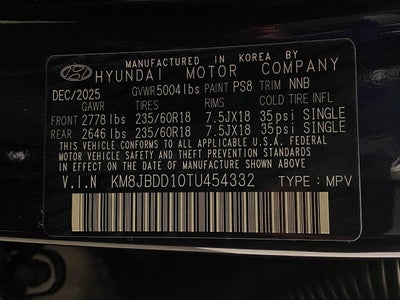 MANUFACTURED IN KOREA BY
HYUNDAI MOTOR COMPANY
DEC/2025 GVWR 5004lbs PAINT PS8 TRIM NNB
GAWR TIRES RIMS COLD TIRE INFL
FRONT 2778 lbs 235/60R18 7.5JX18 35psi SINGLE
REAR 2646 lbs 235/60R18 7.5JX18 35psi SINGLE
THIS VEHICLE CONFORMS TO ALL APPLICABLE U.S.A. FEDERAL
MOTOR VEHICLE SAFETY AND THEFT PREVENTION STANDARDS
IN EFFECT ON THE DATE OF MANUFACTURE SHOWN ABOVE.
V.I.N KM8JBDD10TU454332 TYPE : MPV